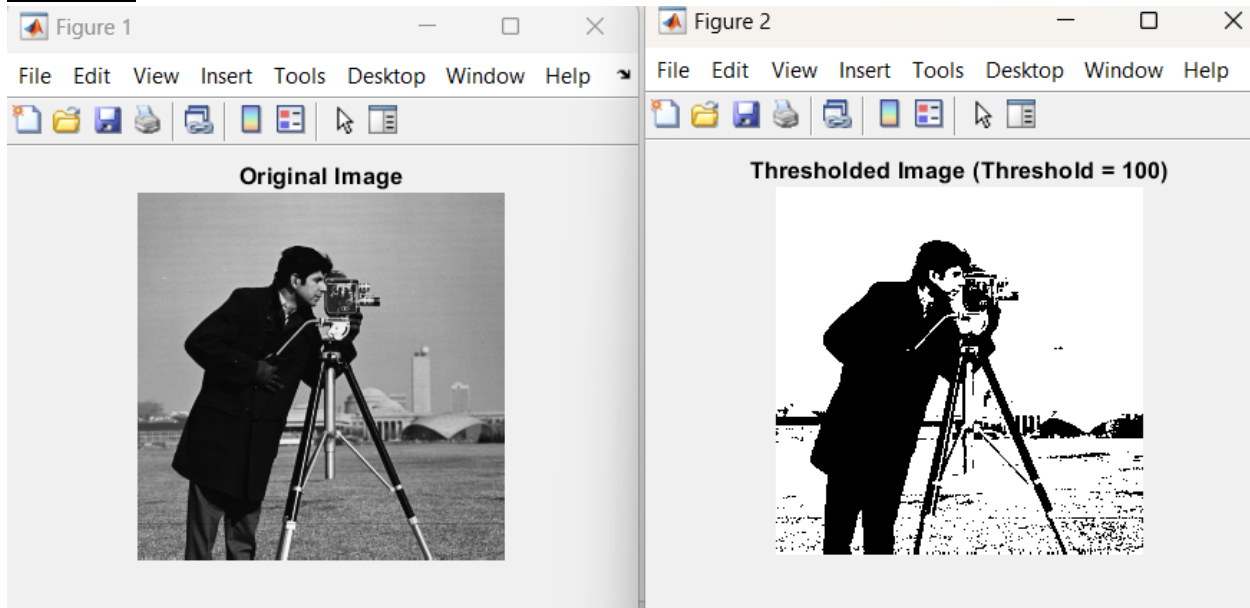 Figure 1
File Edit View Insert Tools Desktop Window Help
Original Image
Figure 2
File Edit View Insert Tools Desktop Window Help
Thresholded Image (Threshold = 100)